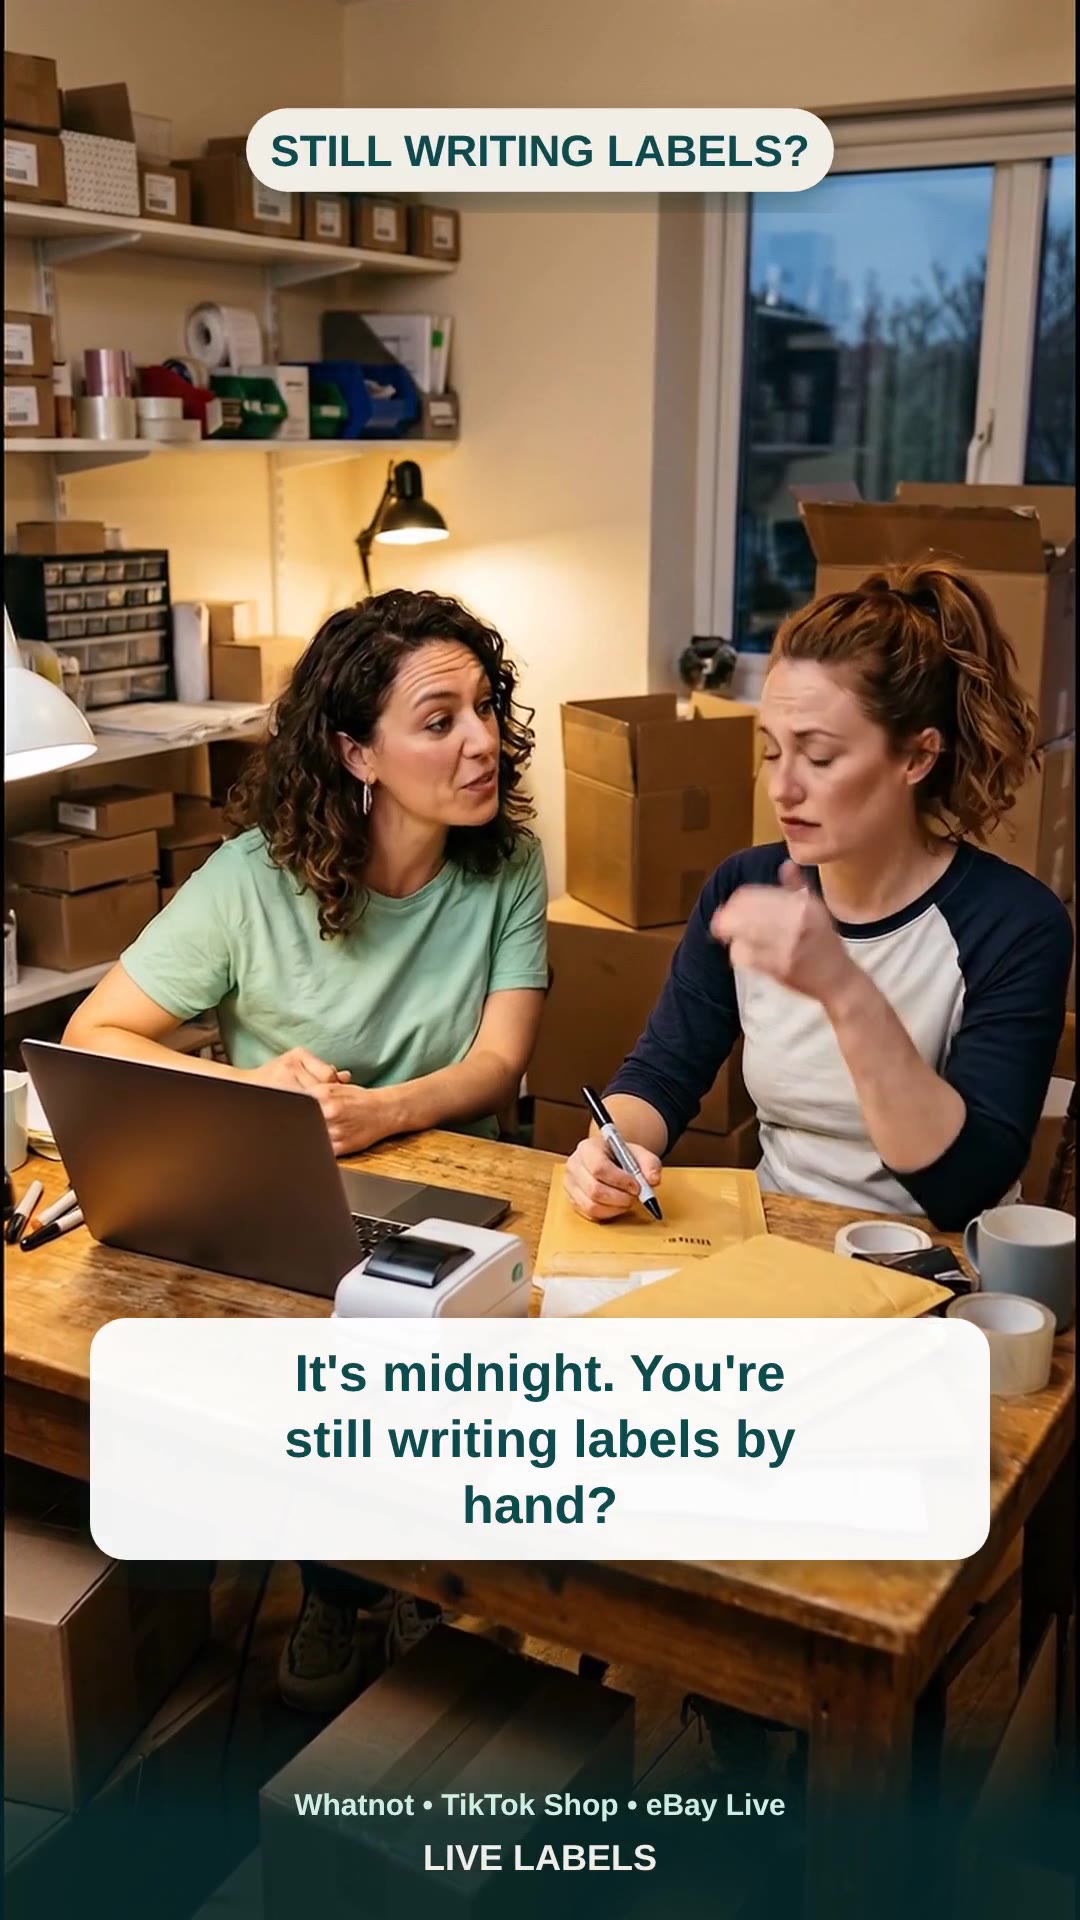 STILL WRITING LABELS?
It's midnight. You're
still writing labels by
hand?
Whatnot • TikTok Shop • eBay Live
LIVE LABELS